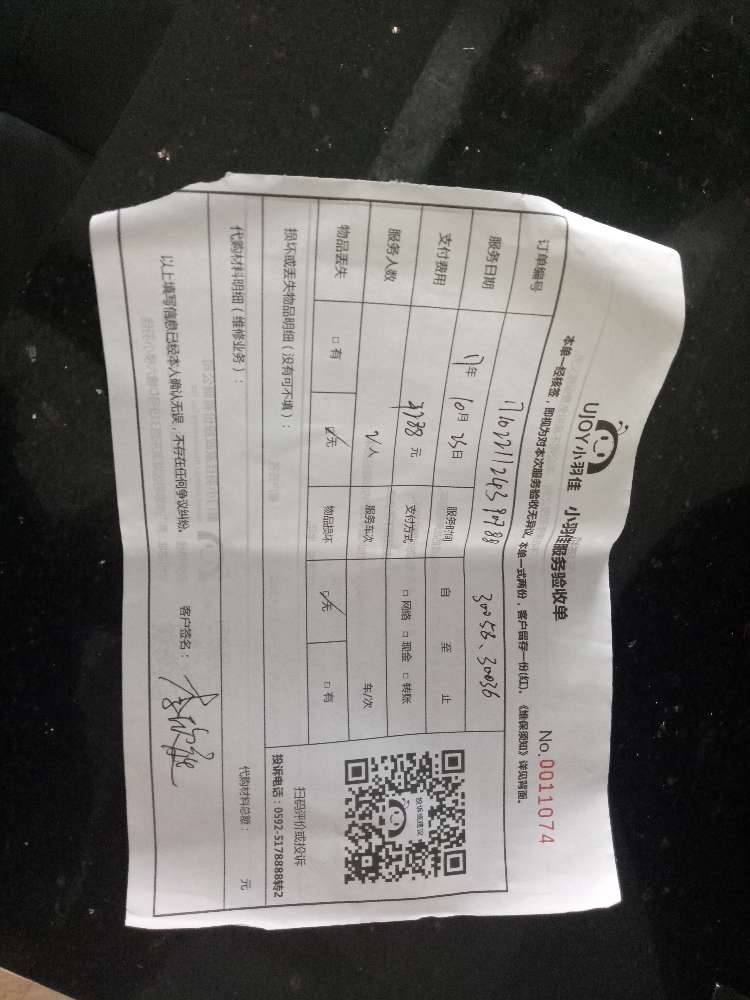 UJOY小羽佳 小羽佳服务验收单 No.0011074
本单一经核签，即视为对本次服务验收无异议，本单一式两份，客户留存一份(红)。《维保须知》详见背面。
订单编号 30056、30036
服务日期 17年 10月 25日 服务时间 自 至 止
支付费用 元 支付方式 □网络 □现金 □转账
服务人数 2人 服务车次 车/次
物品丢失 □有 ☑无 物品损坏 ☑无 □有
投诉或建议
扫码评价或投诉
投诉电话：0592-5178888转2
损坏或丢失物品明细（没有可不填）：
代购材料明细（维修业务）： 代购材料总额： 元
以上填写信息已经本人确认无误，不存在任何争议纠纷。 客户签名：